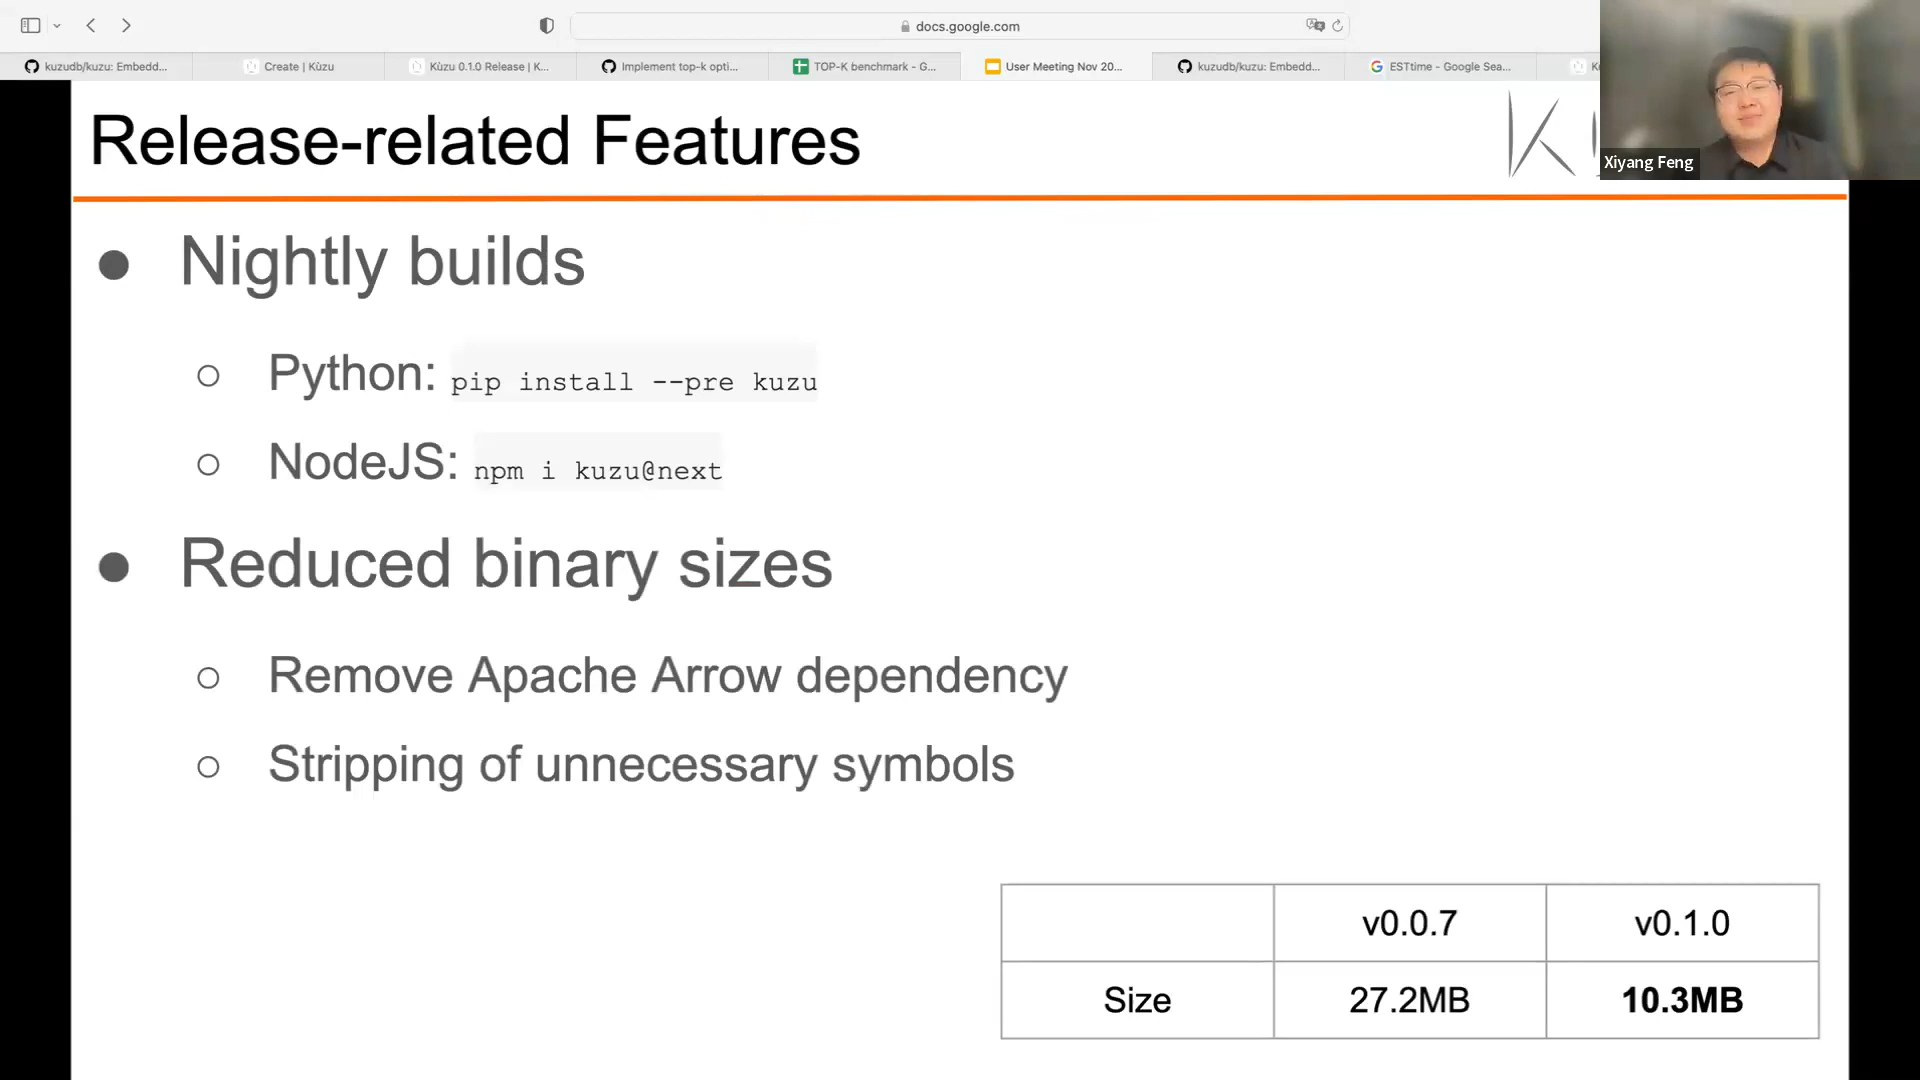 docs.google.com
kuzudb/kuzu: Embedd...
Create | Kùzu
Kùzu 0.1.0 Release | K...
Implement top-k opti...
TOP-K benchmark - G...
User Meeting Nov 20...
kuzudb/kuzu: Embedd...
ESTtime - Google Sea...
Release-related Features
Xiyang Feng
● Nightly builds
○ Python: pip install --pre kuzu
○ NodeJS: npm i kuzu@next
● Reduced binary sizes
○ Remove Apache Arrow dependency
○ Stripping of unnecessary symbols
v0.0.7 v0.1.0
Size 27.2MB 10.3MB